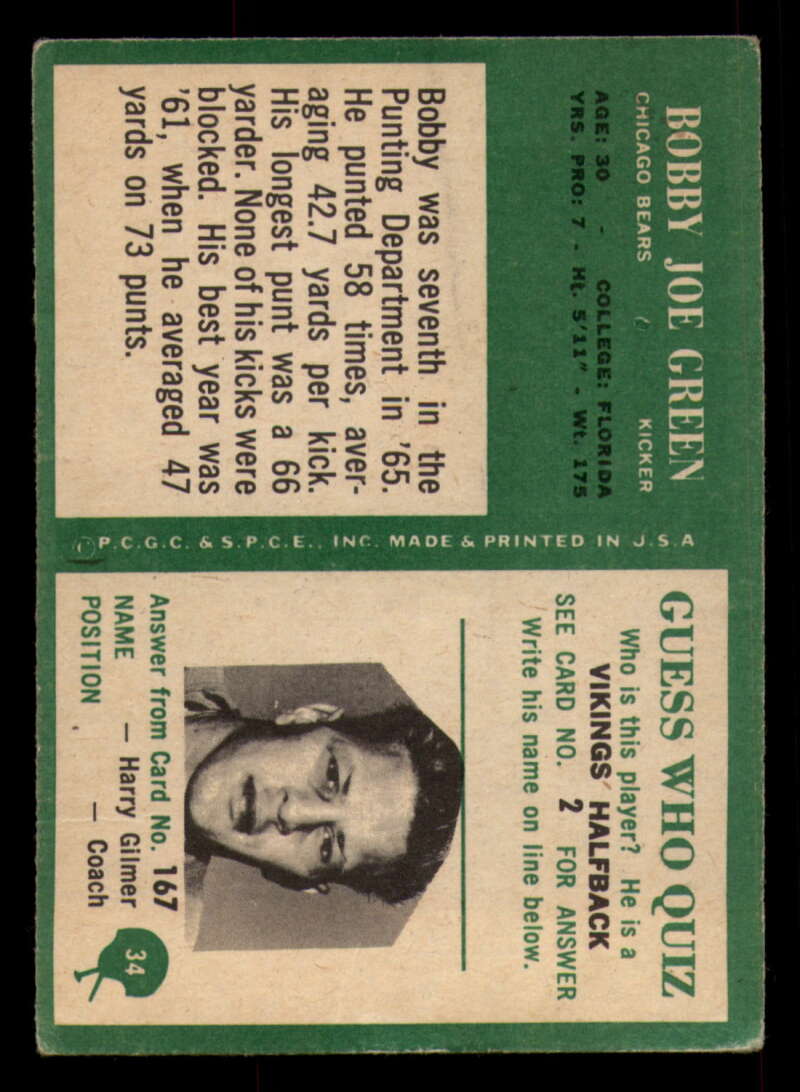 BOBBY JOE GREEN
CHICAGO BEARS KICKER
AGE: 30 - COLLEGE: FLORIDA
YRS. PRO: 7 - Ht. 5'11" - Wt. 175
Bobby was seventh in the
Punting Department in '65.
He punted 58 times, aver-
aging 42.7 yards per kick.
His longest punt was a 66
yarder. None of his kicks were
blocked. His best year was
'61, when he averaged 47
yards on 73 punts.
© P.C.G.C. & S.P.C.E., INC. MADE & PRINTED IN U.S.A
GUESS WHO QUIZ
Who is this player? He is a
VIKINGS' HALFBACK
SEE CARD NO. 2 FOR ANSWER
Write his name on line below.
Answer from Card No. 167
NAME — Harry Gilmer
POSITION — Coach
34